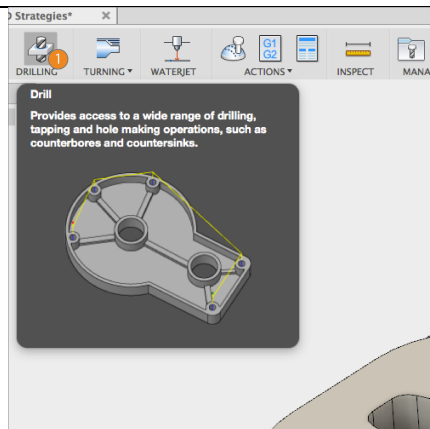 D Strategies*
DRILLING 1
TURNING
WATERJET
G1
G2
ACTIONS
INSPECT
MANA
Drill
Provides access to a wide range of drilling,
tapping and hole making operations, such as
counterbores and countersinks.